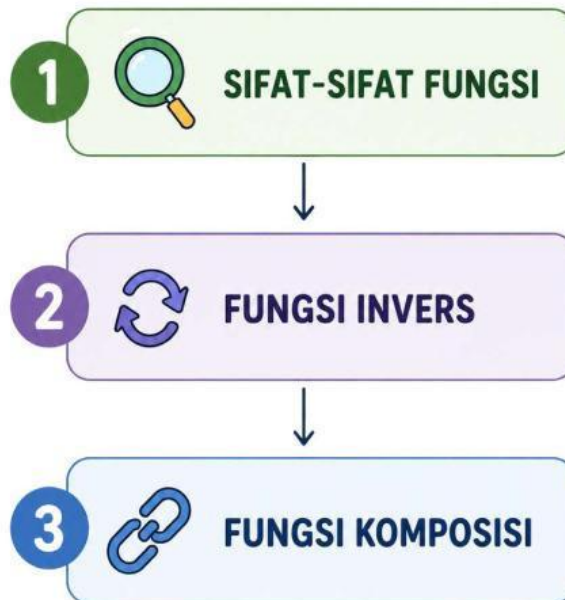 1
SIFAT-SIFAT FUNGSI
2
FUNGSI INVERS
3
FUNGSI KOMPOSISI